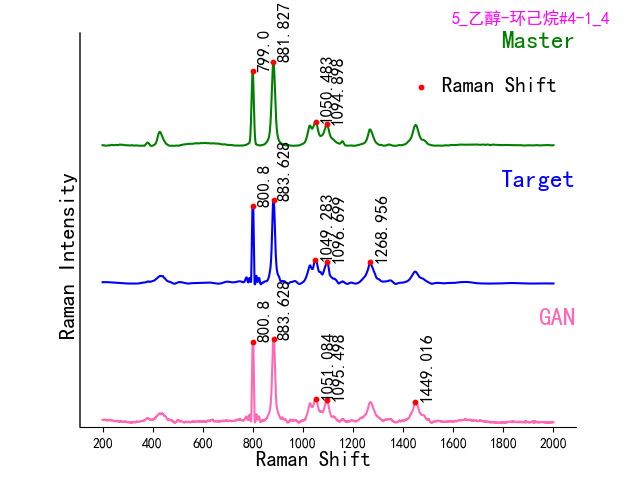 5_乙醇-环己烷#4-1_4
Master
799.0
881.827
1050.483
1094.898
Raman Shift
Target
800.8
883.628
1049.283
1096.699
1268.956
GAN
800.8
883.628
1051.084
1095.498
1449.016
Raman Intensity
200 400 600 800 1000 1200 1400 1600 1800 2000
Raman Shift